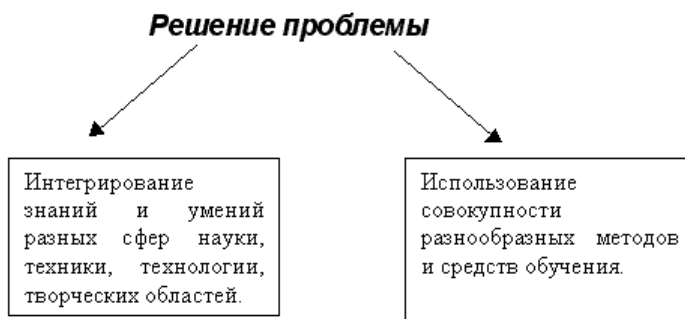 Решение проблемы
Интегрирование
знаний и умений
разных сфер науки,
техники, технологии,
творческих областей.
Использование
совокупности
разнообразных методов
и средств обучения.